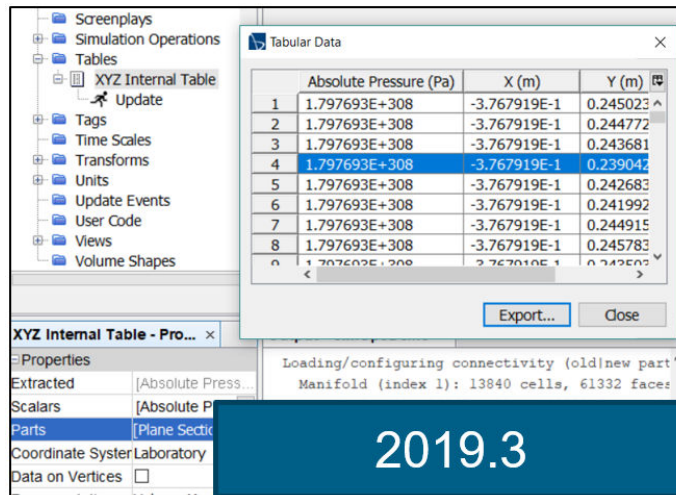 Screenplays
Simulation Operations
Tables
XYZ Internal Table
Update
Tags
Time Scales
Transforms
Units
Update Events
User Code
Views
Volume Shapes
Tabular Data
Absolute Pressure (Pa) X (m) Y (m)
1 1.797693E+308 -3.767919E-1 0.245023
2 1.797693E+308 -3.767919E-1 0.244772
3 1.797693E+308 -3.767919E-1 0.243681
4 1.797693E+308 -3.767919E-1 0.239042
5 1.797693E+308 -3.767919E-1 0.242683
6 1.797693E+308 -3.767919E-1 0.241992
7 1.797693E+308 -3.767919E-1 0.244915
8 1.797693E+308 -3.767919E-1 0.245783
Export... Close
XYZ Internal Table - Pro... ×
Properties
Extracted [Absolute Press...
Scalars [Absolute P
Parts [Plane Sectio
Coordinate System Laboratory
Data on Vertices
Loading/configuring connectivity (old|new part
Manifold (index 1): 13840 cells, 61332 faces
2019.3